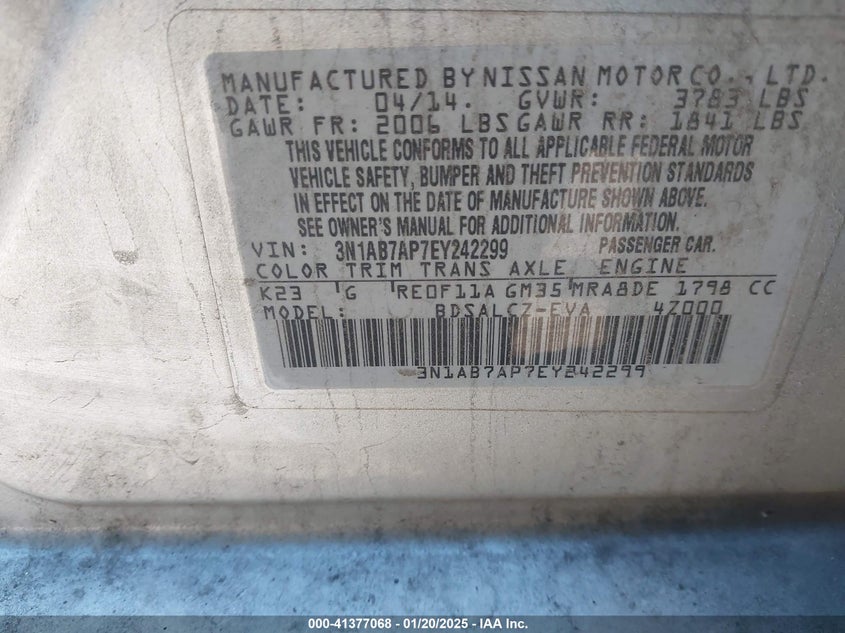 MANUFACTURED BY NISSAN MOTOR CO., LTD.
DATE: 04/14. GVWR: 3783 LBS
GAWR FR: 2006 LBS GAWR RR: 1841 LBS
THIS VEHICLE CONFORMS TO ALL APPLICABLE FEDERAL MOTOR
VEHICLE SAFETY, BUMPER AND THEFT PREVENTION STANDARDS
IN EFFECT ON THE DATE OF MANUFACTURE SHOWN ABOVE.
SEE OWNER'S MANUAL FOR ADDITIONAL INFORMATION.
VIN: 3N1AB7AP7EY242299 PASSENGER CAR.
COLOR TRIM TRANS AXLE ENGINE
K23 G RE0F11A GM35 MRA8DE 1798 CC
MODEL: BDSALCZ-EVA 4Z000
3N1AB7AP7EY242299
000-41377068 | 01/20/2025 - IAA Inc.